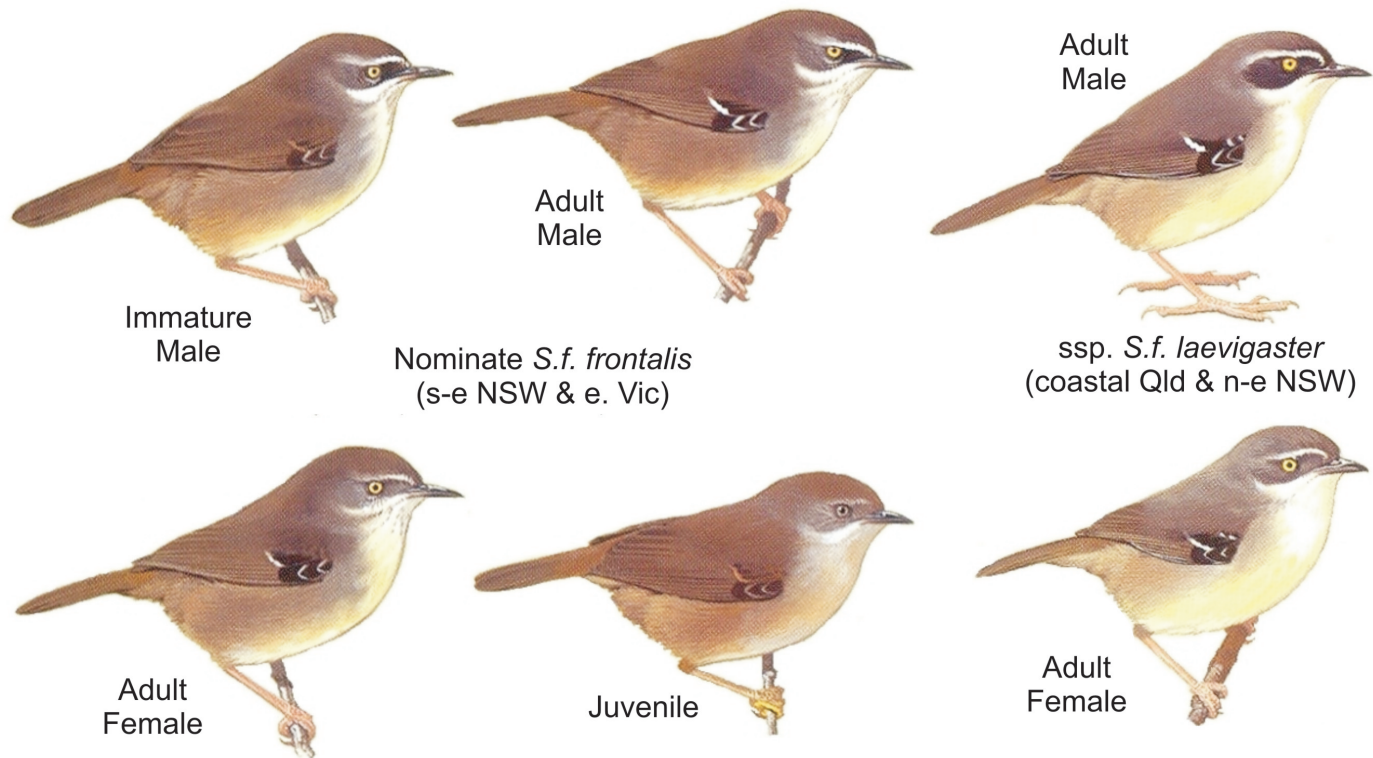 Adult
Male
Adult
Male
Immature
Male
Nominate S.f. frontalis
(s-e NSW & e. Vic)
ssp. S.f. laevigaster
(coastal Qld & n-e NSW)
Adult
Female
Juvenile
Adult
Female